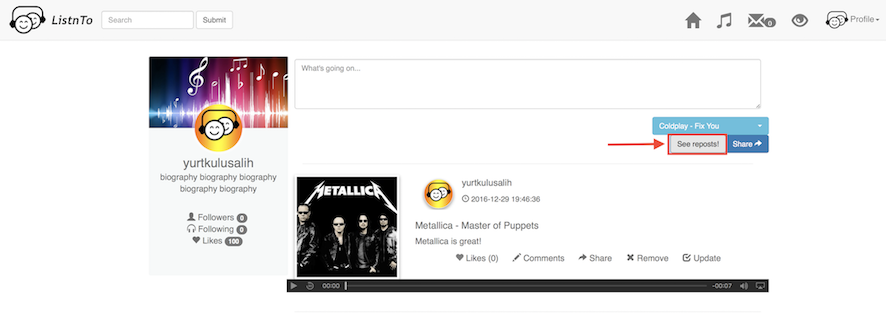 ListnTo
Search
Submit
0
Profile
What's going on...
Coldplay - Fix You
See reposts!
Share
yurtkulusalih
biography biography biography
biography biography
Followers 0
Following 0
Likes 100
METALLICA
yurtkulusalih
2016-12-29 19:46:36
Metallica - Master of Puppets
Metallica is great!
Likes (0) Comments Share Remove Update
00:00 -00:07